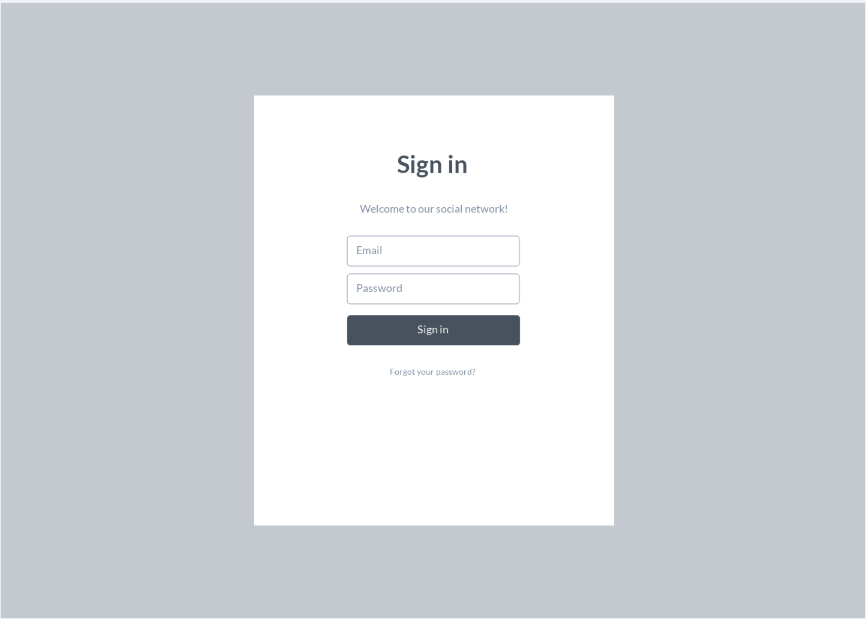 Sign in
Welcome to our social network!
Email
Password
Sign in
Forgot your password?